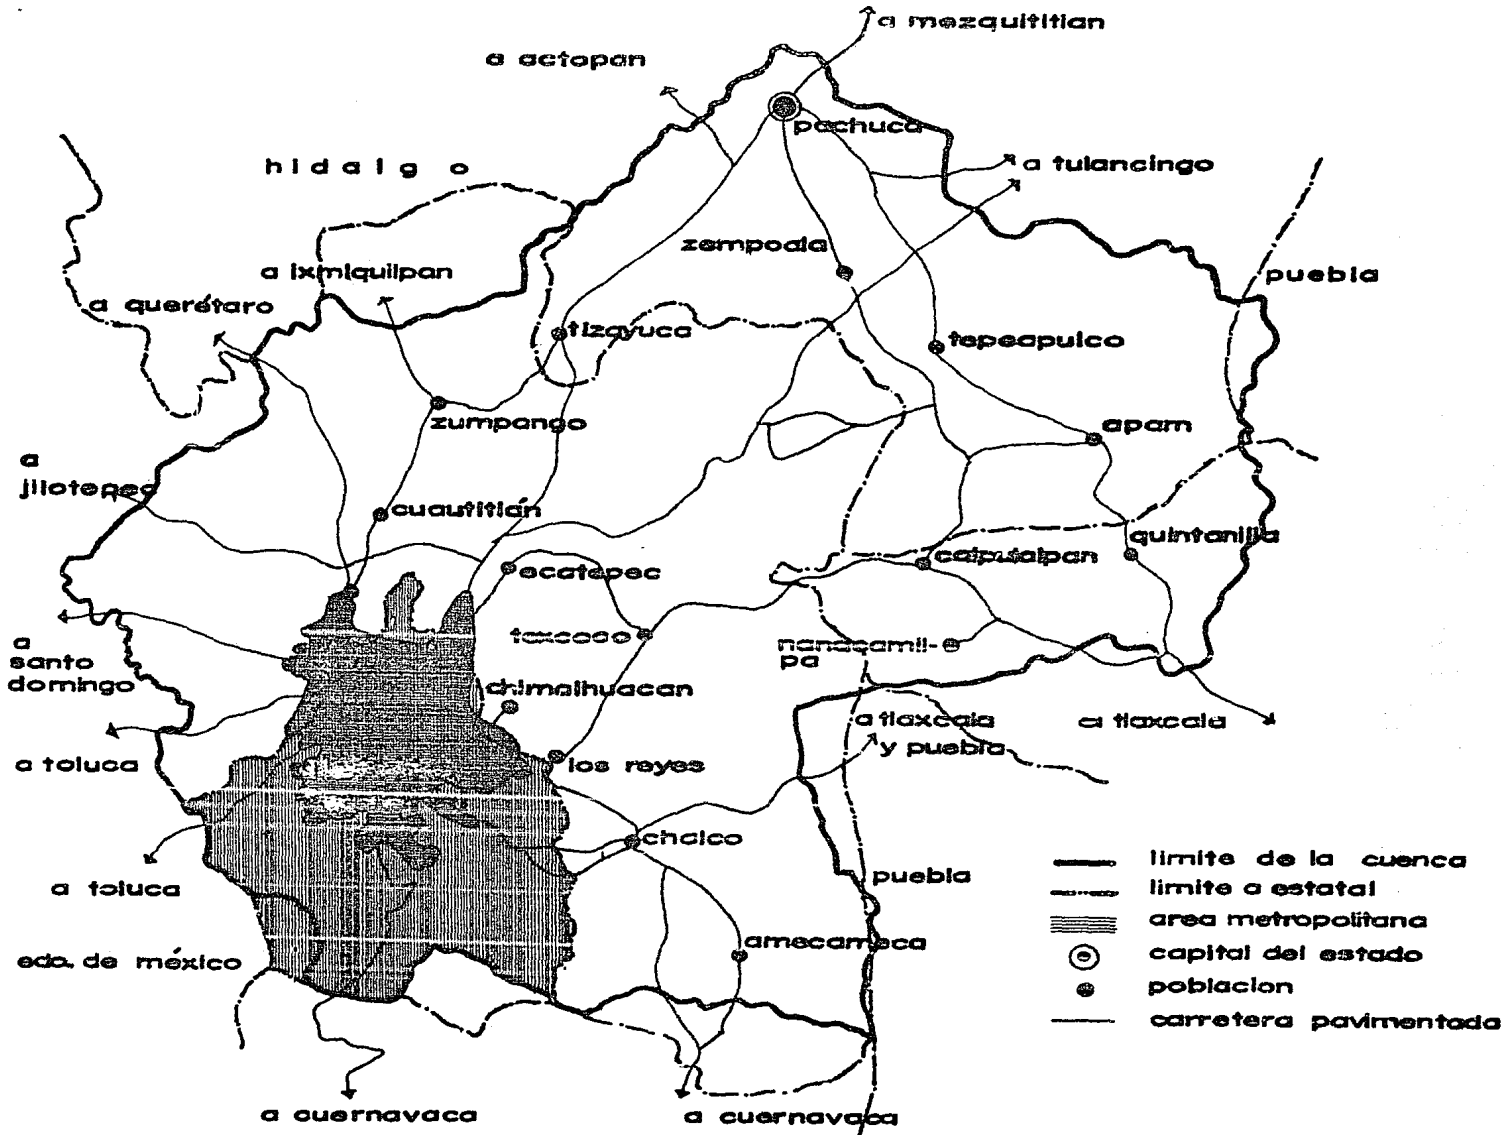 a mezquititlan
a actopan
pachuca
hidalgo
a tulancingo
zempoala
a ixmiquilpan
puebla
a querétaro
tizayuca
tepeapulco
zumpango
apam
a
jilotepec
cuautitlán
quintanilla
calpulalpan
ecatepec
texcoco
a
santo
domingo
nanacamil-
pa
chimalhuacan
a tlaxcala
y puebla
a tlaxcala
a toluca
los reyes
chalco
a toluca
puebla
amecameca
edo. de méxico
limite de la cuenca
limite a estatal
area metropolitana
capital del estado
poblacion
carretera pavimentada
a cuernavaca
a cuernavaca